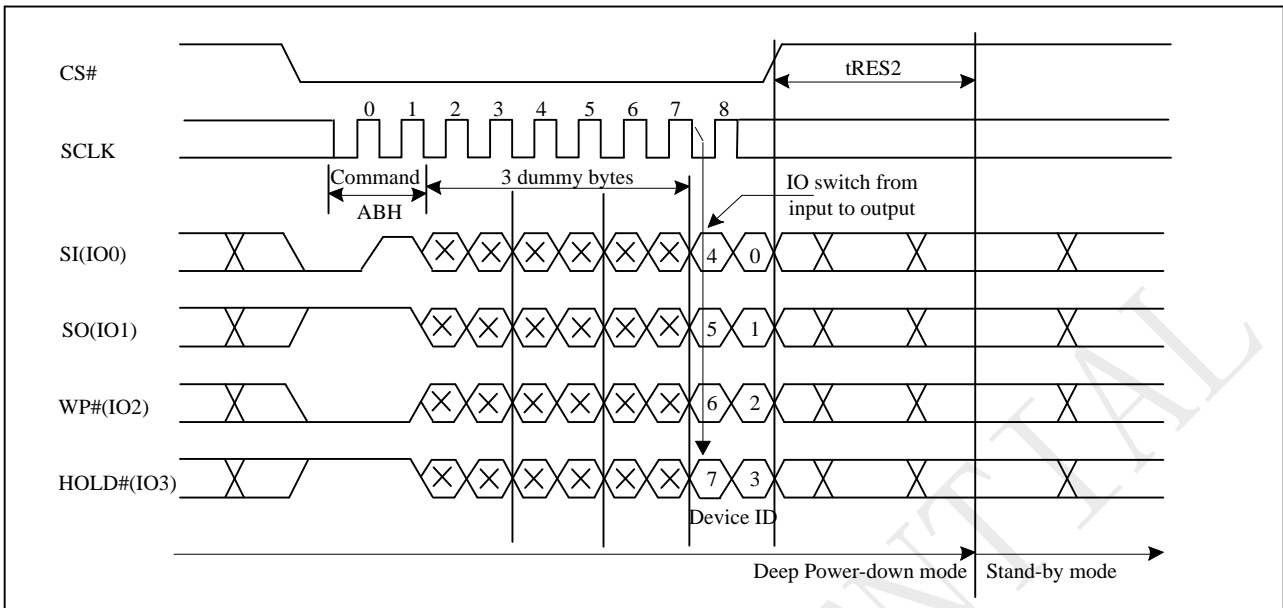 CS#
tRES2
0 1 2 3 4 5 6 7 8
SCLK
Command
ABH
3 dummy bytes
IO switch from
input to output
SI(IO0)
4 0
SO(IO1)
5 1
WP#(IO2)
6 2
HOLD#(IO3)
7 3
Device ID
Deep Power-down mode
Stand-by mode
NTIAL